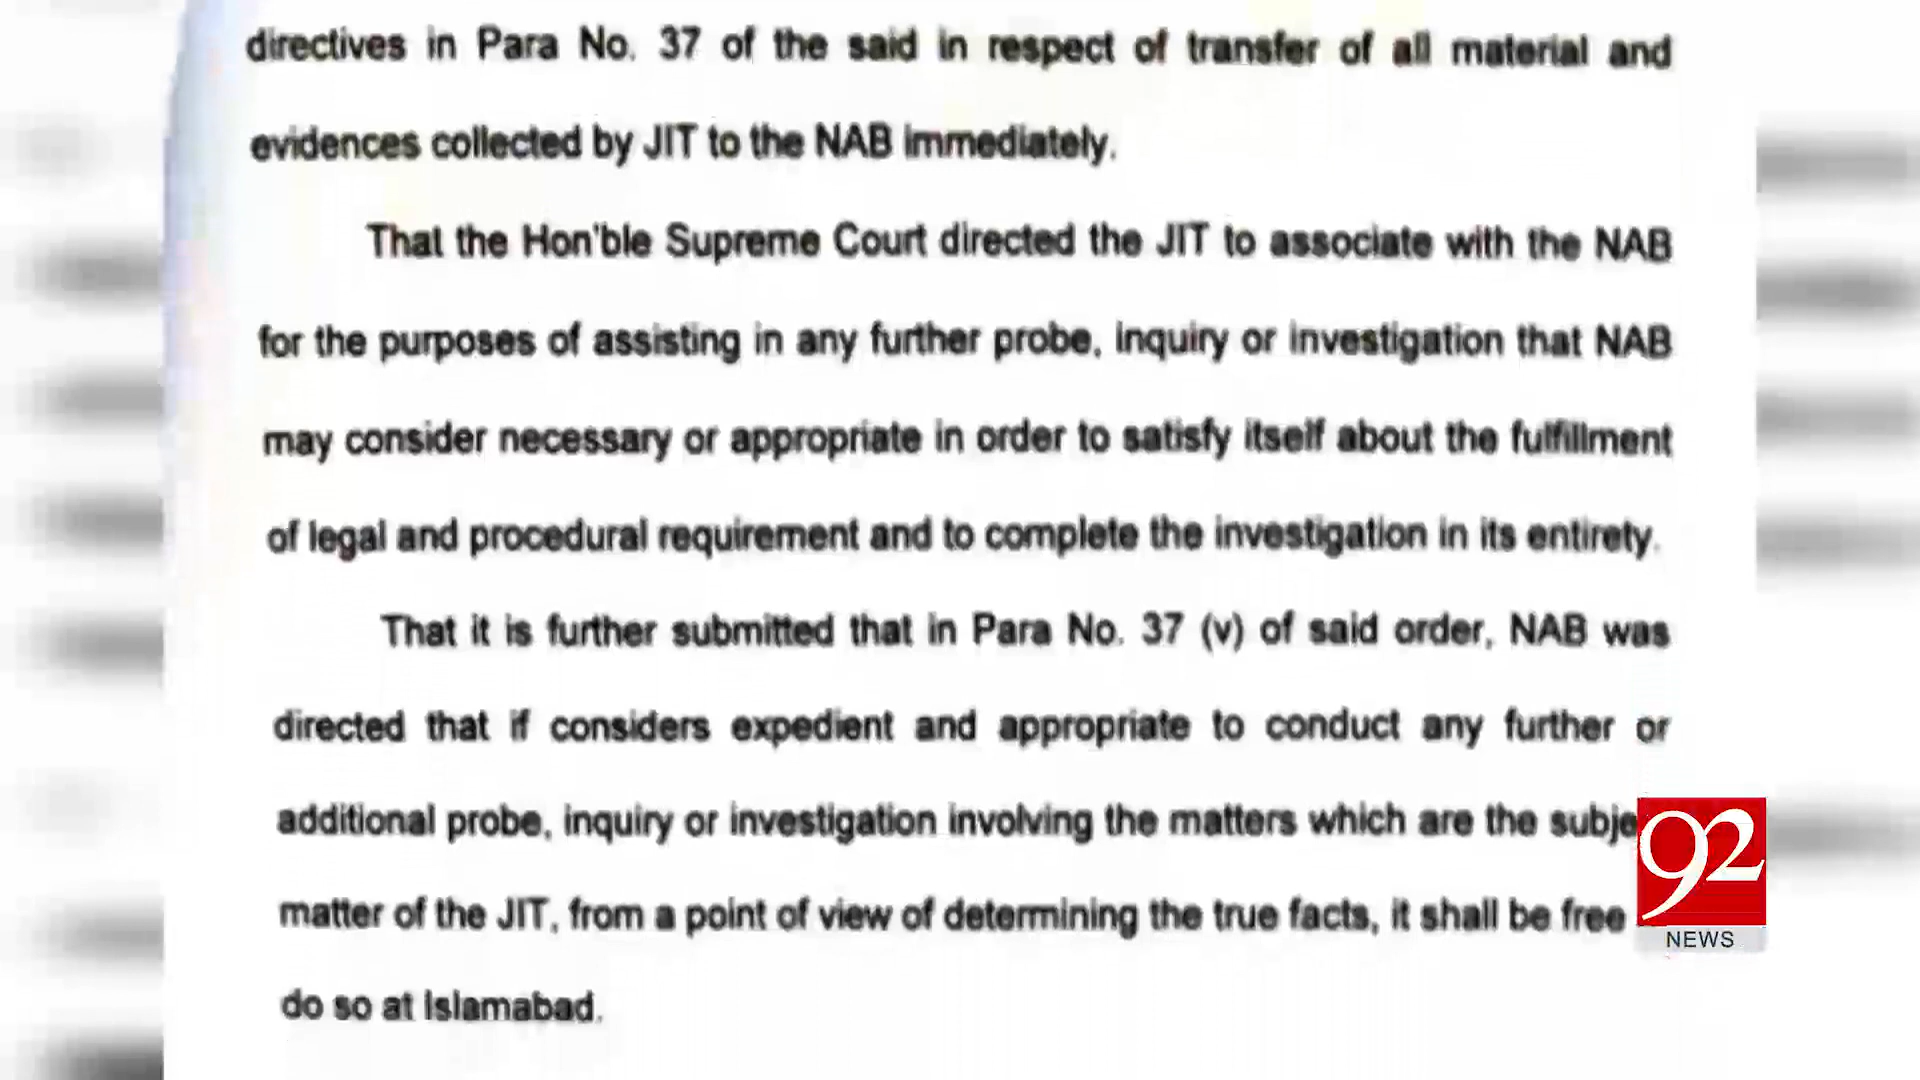 directives in Para No. 37 of the said in respect of transfer of all material and
evidences collected by JIT to the NAB immediately.
That the Hon'ble Supreme Court directed the JIT to associate with the NAB
for the purposes of assisting in any further probe, inquiry or investigation that NAB
may consider necessary or appropriate in order to satisfy itself about the fulfillment
of legal and procedural requirement and to complete the investigation in its entirety.
That it is further submitted that in Para No. 37 (v) of said order, NAB was
directed that if considers expedient and appropriate to conduct any further or
additional probe, inquiry or investigation involving the matters which are the subje
matter of the JIT, from a point of view of determining the true facts, it shall be free
do so at Islamabad.
92
NEWS